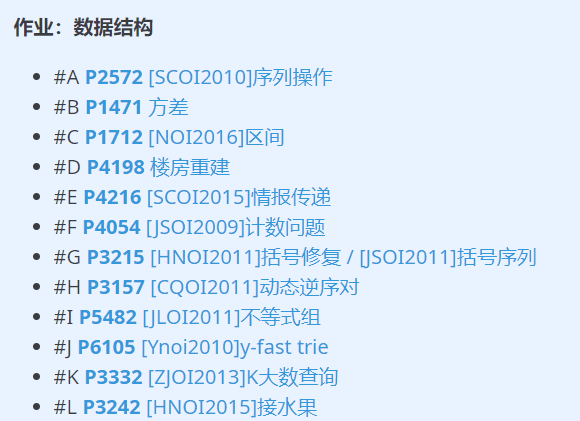 作业：数据结构
#A P2572 [SCOI2010]序列操作
#B P1471 方差
#C P1712 [NOI2016]区间
#D P4198 楼房重建
#E P4216 [SCOI2015]情报传递
#F P4054 [JSOI2009]计数问题
#G P3215 [HNOI2011]括号修复 / [JSOI2011]括号序列
#H P3157 [CQOI2011]动态逆序对
#I P5482 [JLOI2011]不等式组
#J P6105 [Ynoi2010]y-fast trie
#K P3332 [ZJOI2013]K大数查询
#L P3242 [HNOI2015]接水果